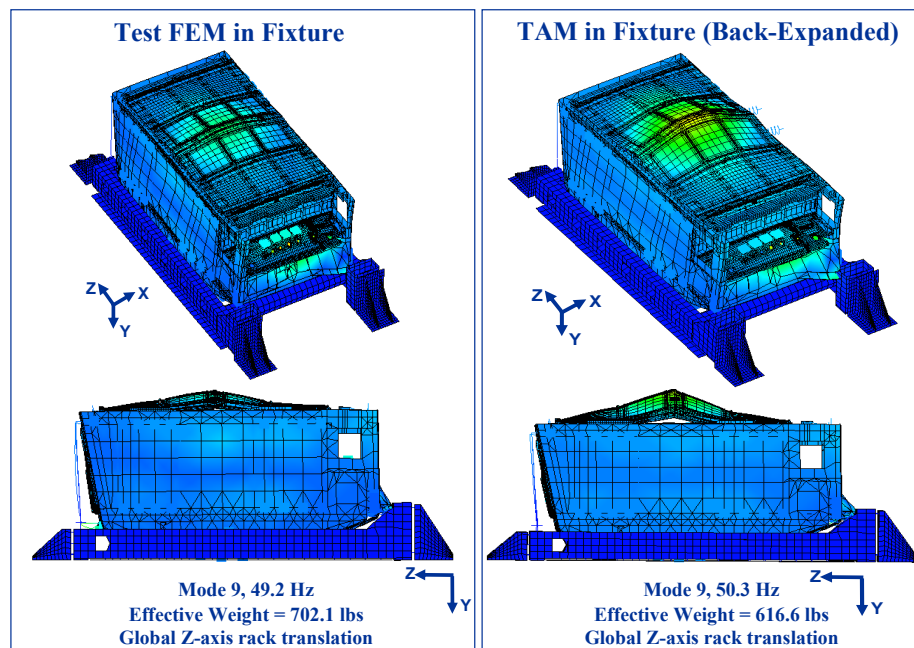 Test FEM in Fixture
Z
X
Y
Z
Y
Mode 9, 49.2 Hz
Effective Weight = 702.1 lbs
Global Z-axis rack translation
TAM in Fixture (Back-Expanded)
Z
X
Y
Z
Y
Mode 9, 50.3 Hz
Effective Weight = 616.6 lbs
Global Z-axis rack translation